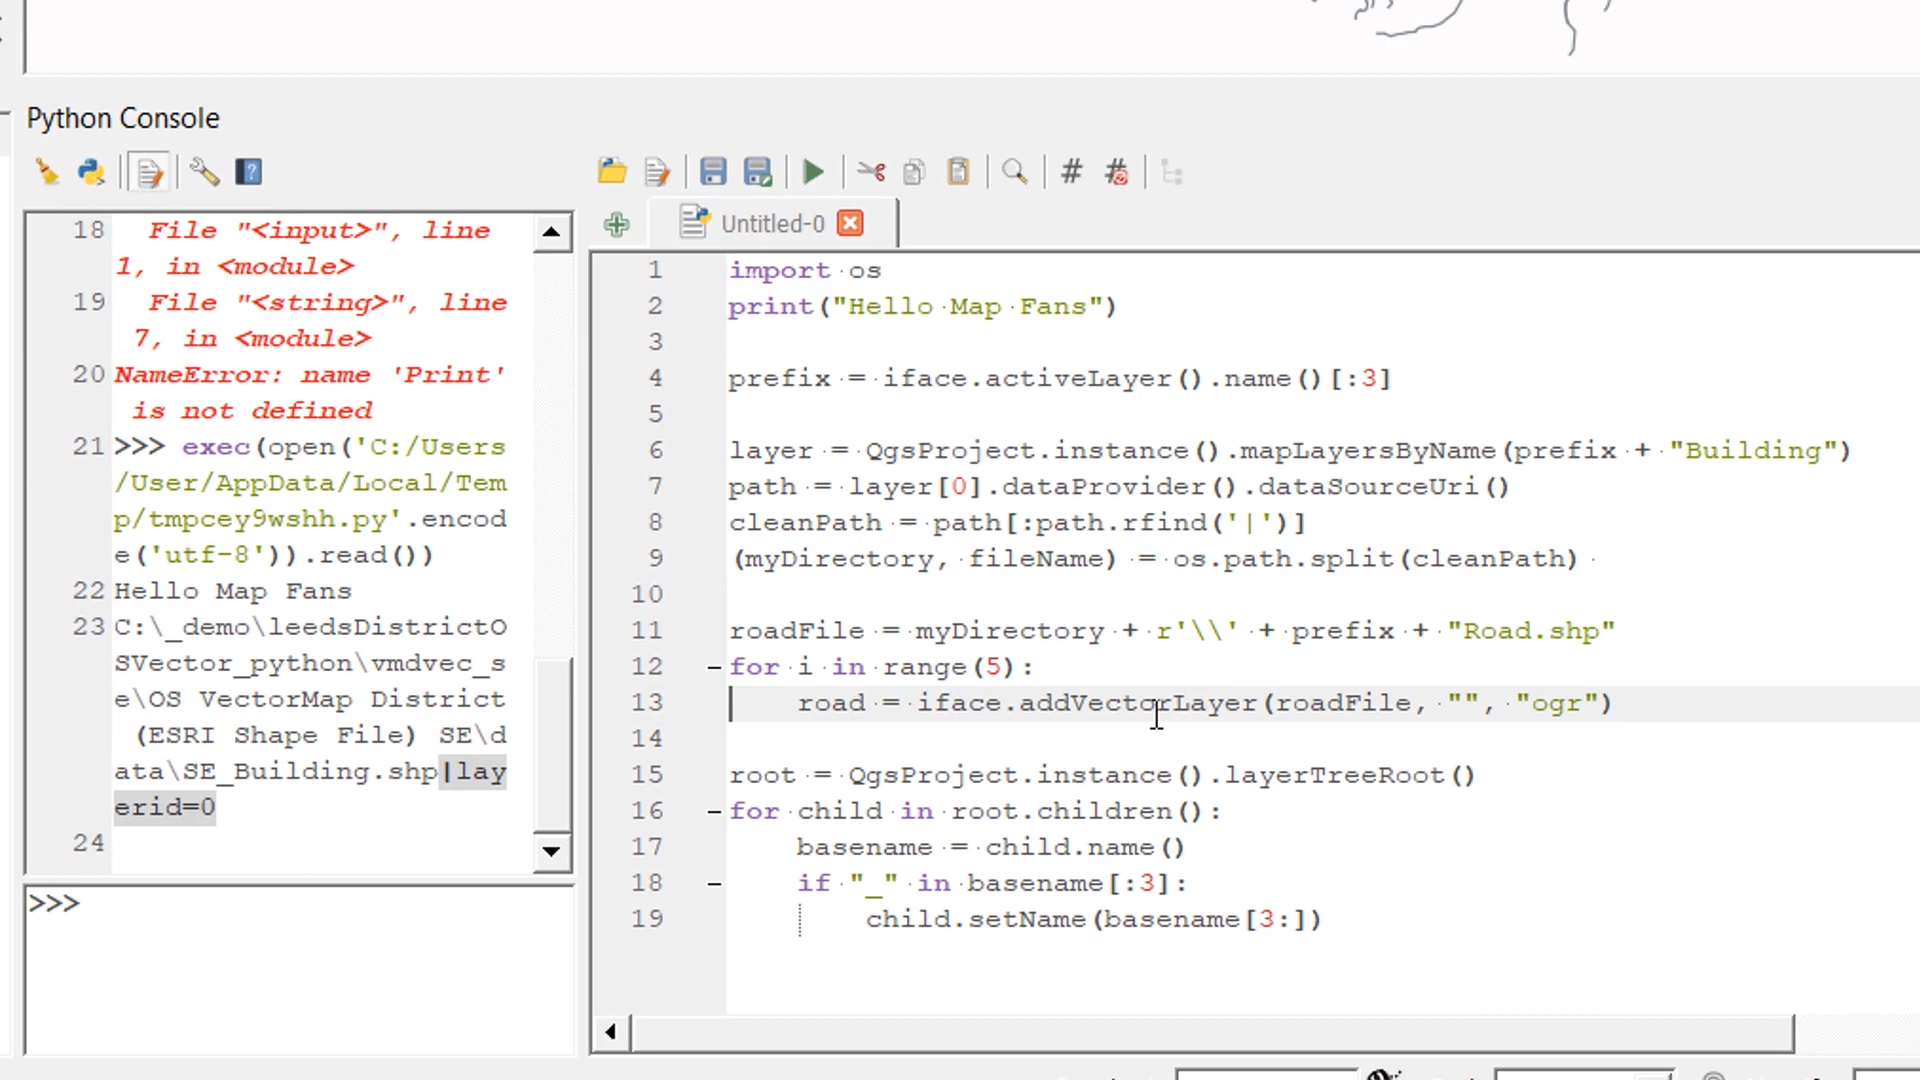 Python Console
18 File "<input>", line
1, in <module>
19 File "<string>", line
7, in <module>
20 NameError: name 'Print'
is not defined
21 >>> exec(open('C:/Users
/User/AppData/Local/Tem
p/tmpcey9wshh.py'.encod
e('utf-8')).read())
22 Hello Map Fans
23 C:\_demo\leedsDistrictO
SVector_python\vmdvec_s
e\OS VectorMap District
(ESRI Shape File) SE\d
ata\SE_Building.shp|lay
erid=0
24
>>>
Untitled-0
1 import os
2 print("Hello Map Fans")
3
4 prefix = iface.activeLayer().name()[:3]
5
6 layer = QgsProject.instance().mapLayersByName(prefix + "Building")
7 path = layer[0].dataProvider().dataSourceUri()
8 cleanPath = path[:path.rfind('|')]
9 (myDirectory, fileName) = os.path.split(cleanPath)
10
11 roadFile = myDirectory + r'\\' + prefix + "Road.shp"
12 for i in range(5):
13 road = iface.addVectorLayer(roadFile, "", "ogr")
14
15 root = QgsProject.instance().layerTreeRoot()
16 for child in root.children():
17 basename = child.name()
18 if "_" in basename[:3]:
19 child.setName(basename[3:])